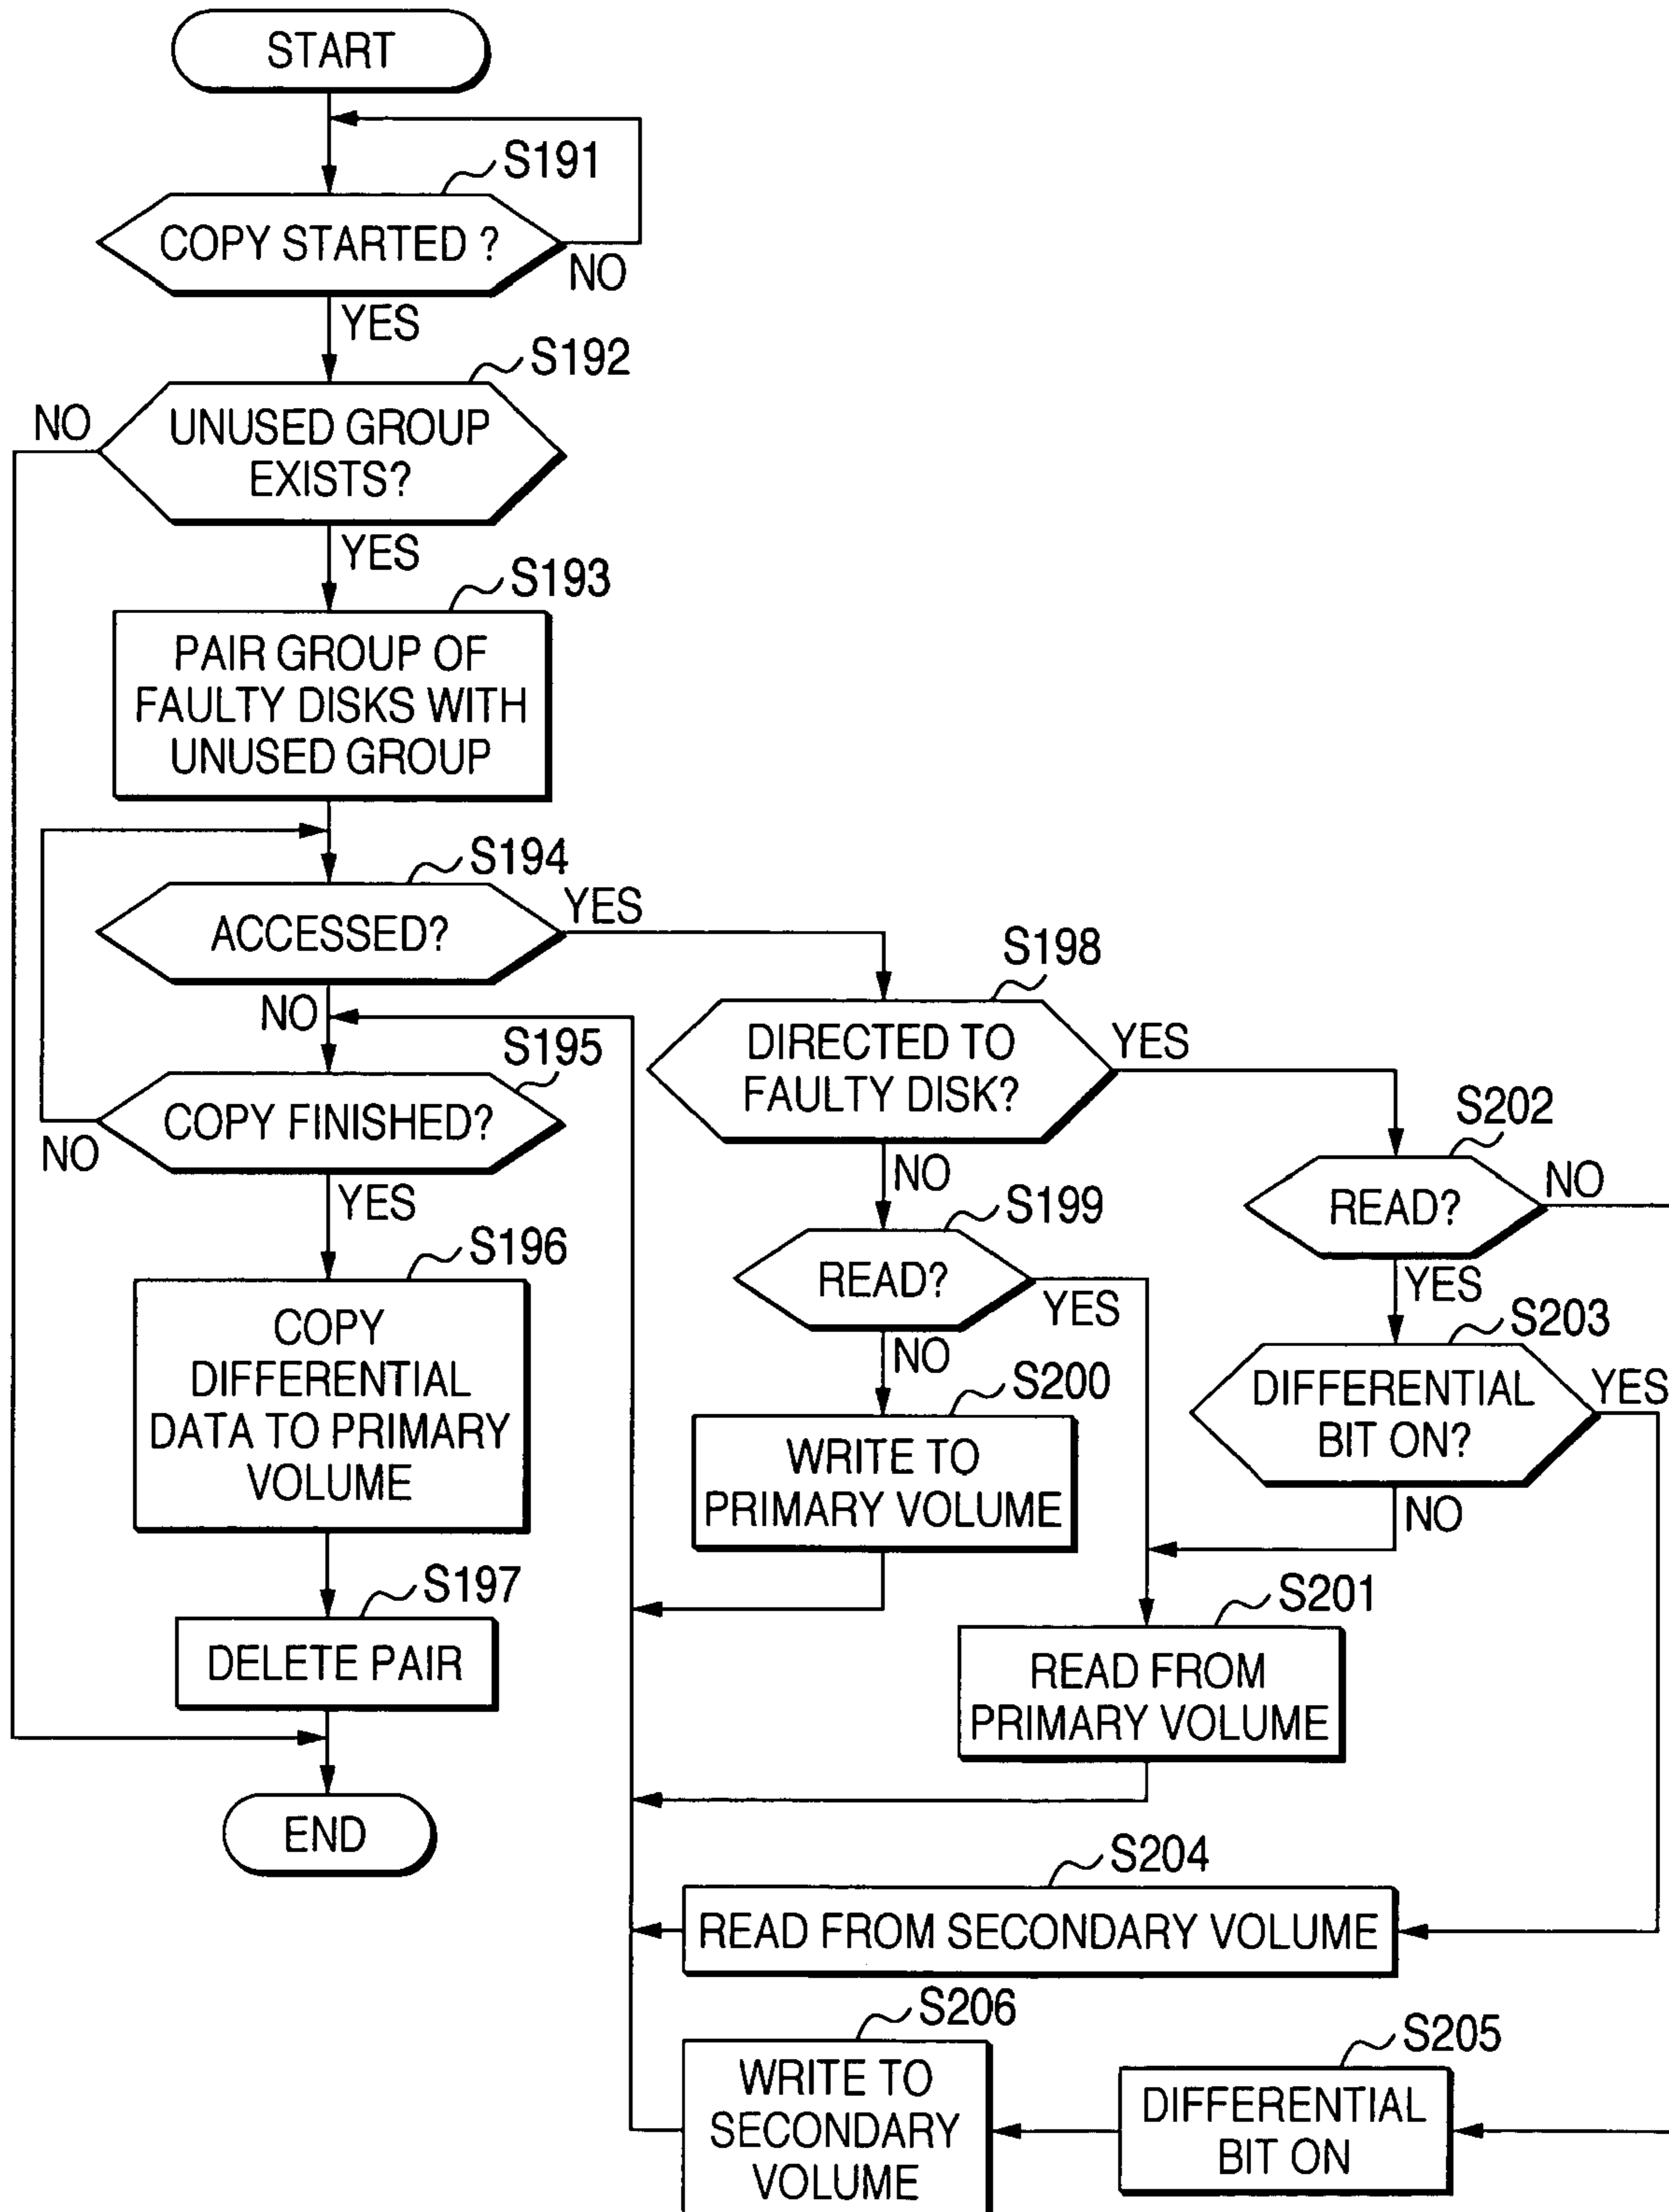 START
S191
COPY STARTED ?
NO
YES
S192
NO
UNUSED GROUP
EXISTS?
YES
S193
PAIR GROUP OF
FAULTY DISKS WITH
UNUSED GROUP
S194
ACCESSED?
YES
NO
S195
COPY FINISHED?
NO
YES
S196
COPY
DIFFERENTIAL
DATA TO PRIMARY
VOLUME
S197
DELETE PAIR
END
S198
DIRECTED TO
FAULTY DISK?
YES
NO
S199
READ?
YES
NO
S200
WRITE TO
PRIMARY VOLUME
S201
READ FROM
PRIMARY VOLUME
S202
READ?
NO
YES
S203
DIFFERENTIAL
BIT ON?
YES
NO
S204
READ FROM SECONDARY VOLUME
S205
DIFFERENTIAL
BIT ON
S206
WRITE TO
SECONDARY
VOLUME